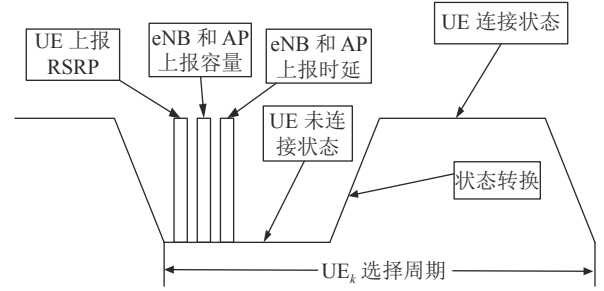 UE 上报
RSRP
eNB 和 AP
上报容量
eNB 和 AP
上报时延
UE 连接状态
UE 未连
接状态
状态转换
UEk 选择周期